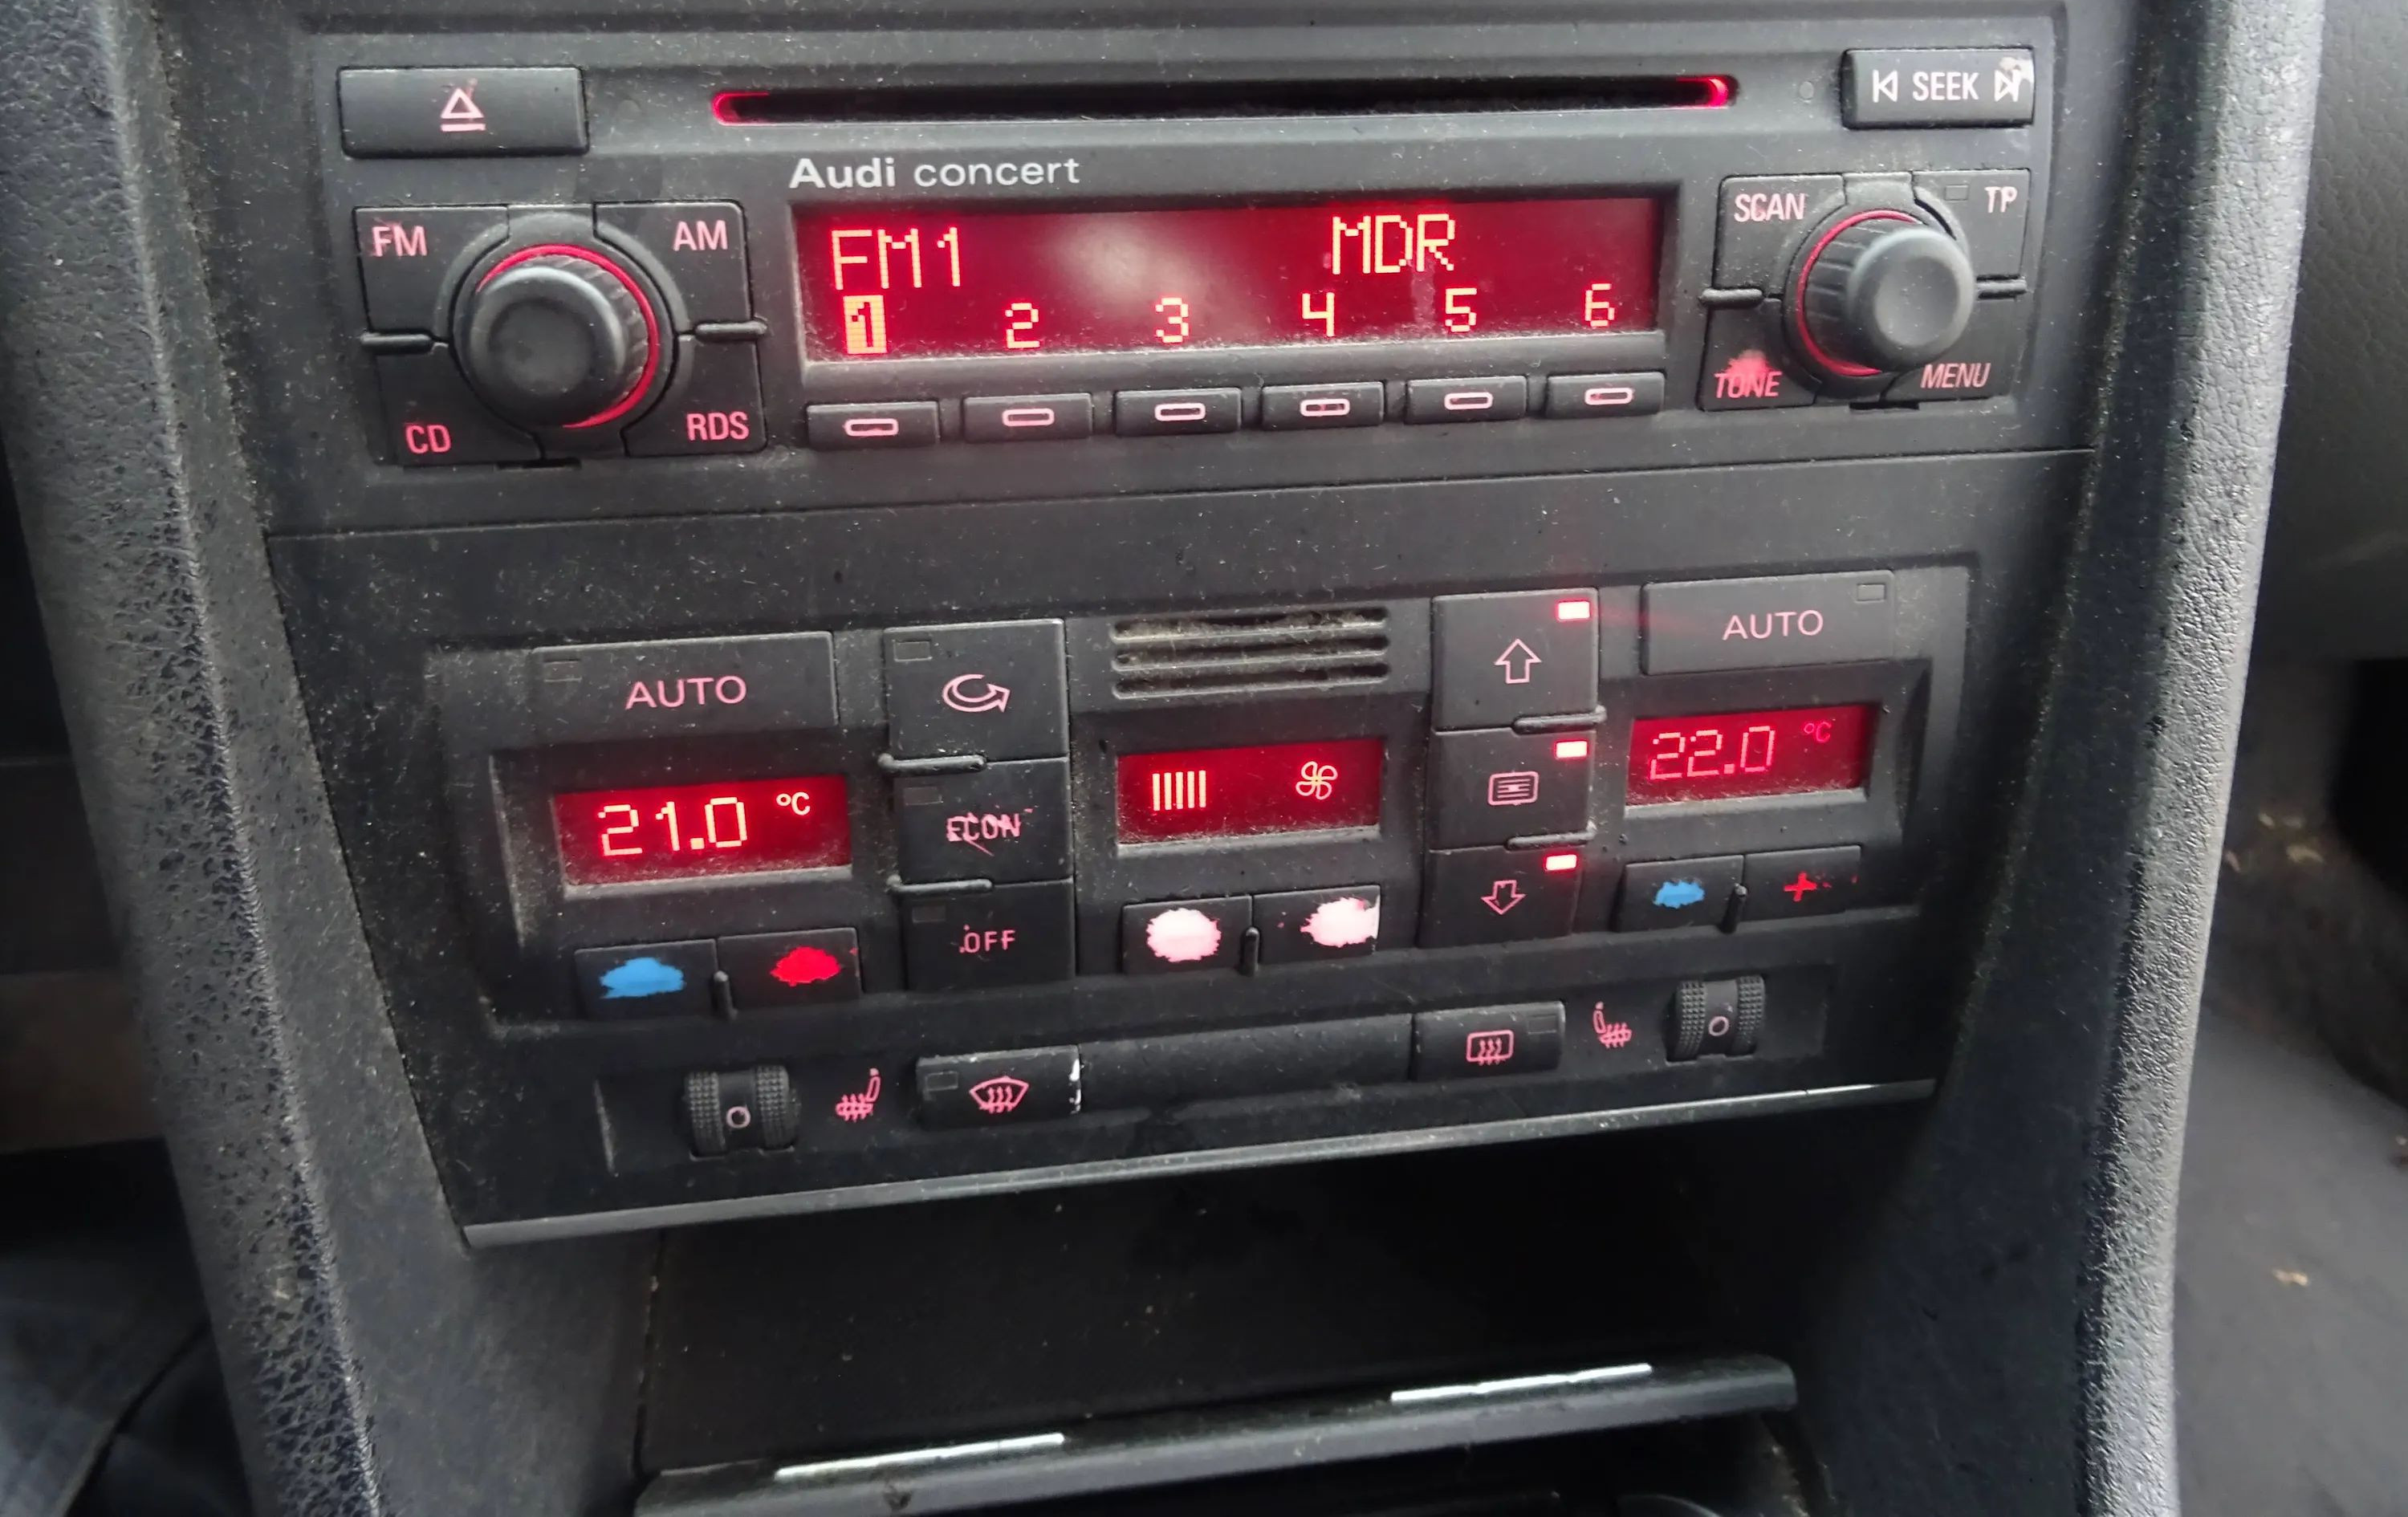 SEEK
Audi concert
FM AM
FM1 MDR
1 2 3 4 5 6
CD RDS
SCAN TP
TUNE MENU
AUTO
21.0 °C
ECON
OFF
AUTO
22.0 °C